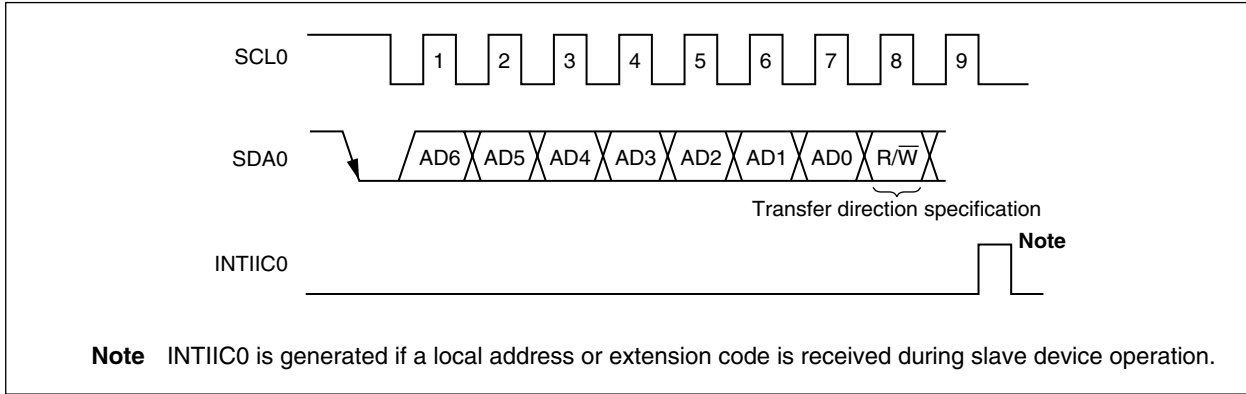 SCL0 1 2 3 4 5 6 7 8 9
SDA0 AD6 AD5 AD4 AD3 AD2 AD1 AD0 R/W̅
Transfer direction specification
Note
INTIIC0
Note INTIIC0 is generated if a local address or extension code is received during slave device operation.